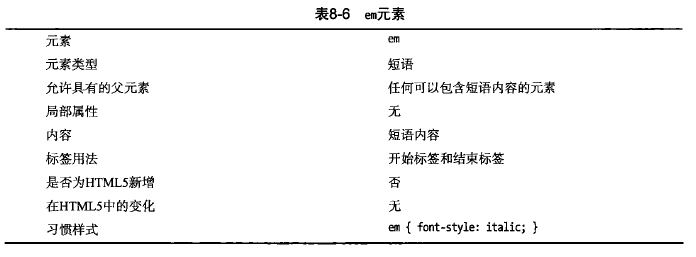 表8-6 em元素
元素 em
元素类型 短语
允许具有的父元素 任何可以包含短语内容的元素
局部属性 无
内容 短语内容
标签用法 开始标签和结束标签
是否为HTML5新增 否
在HTML5中的变化 无
习惯样式 em { font-style: italic; }